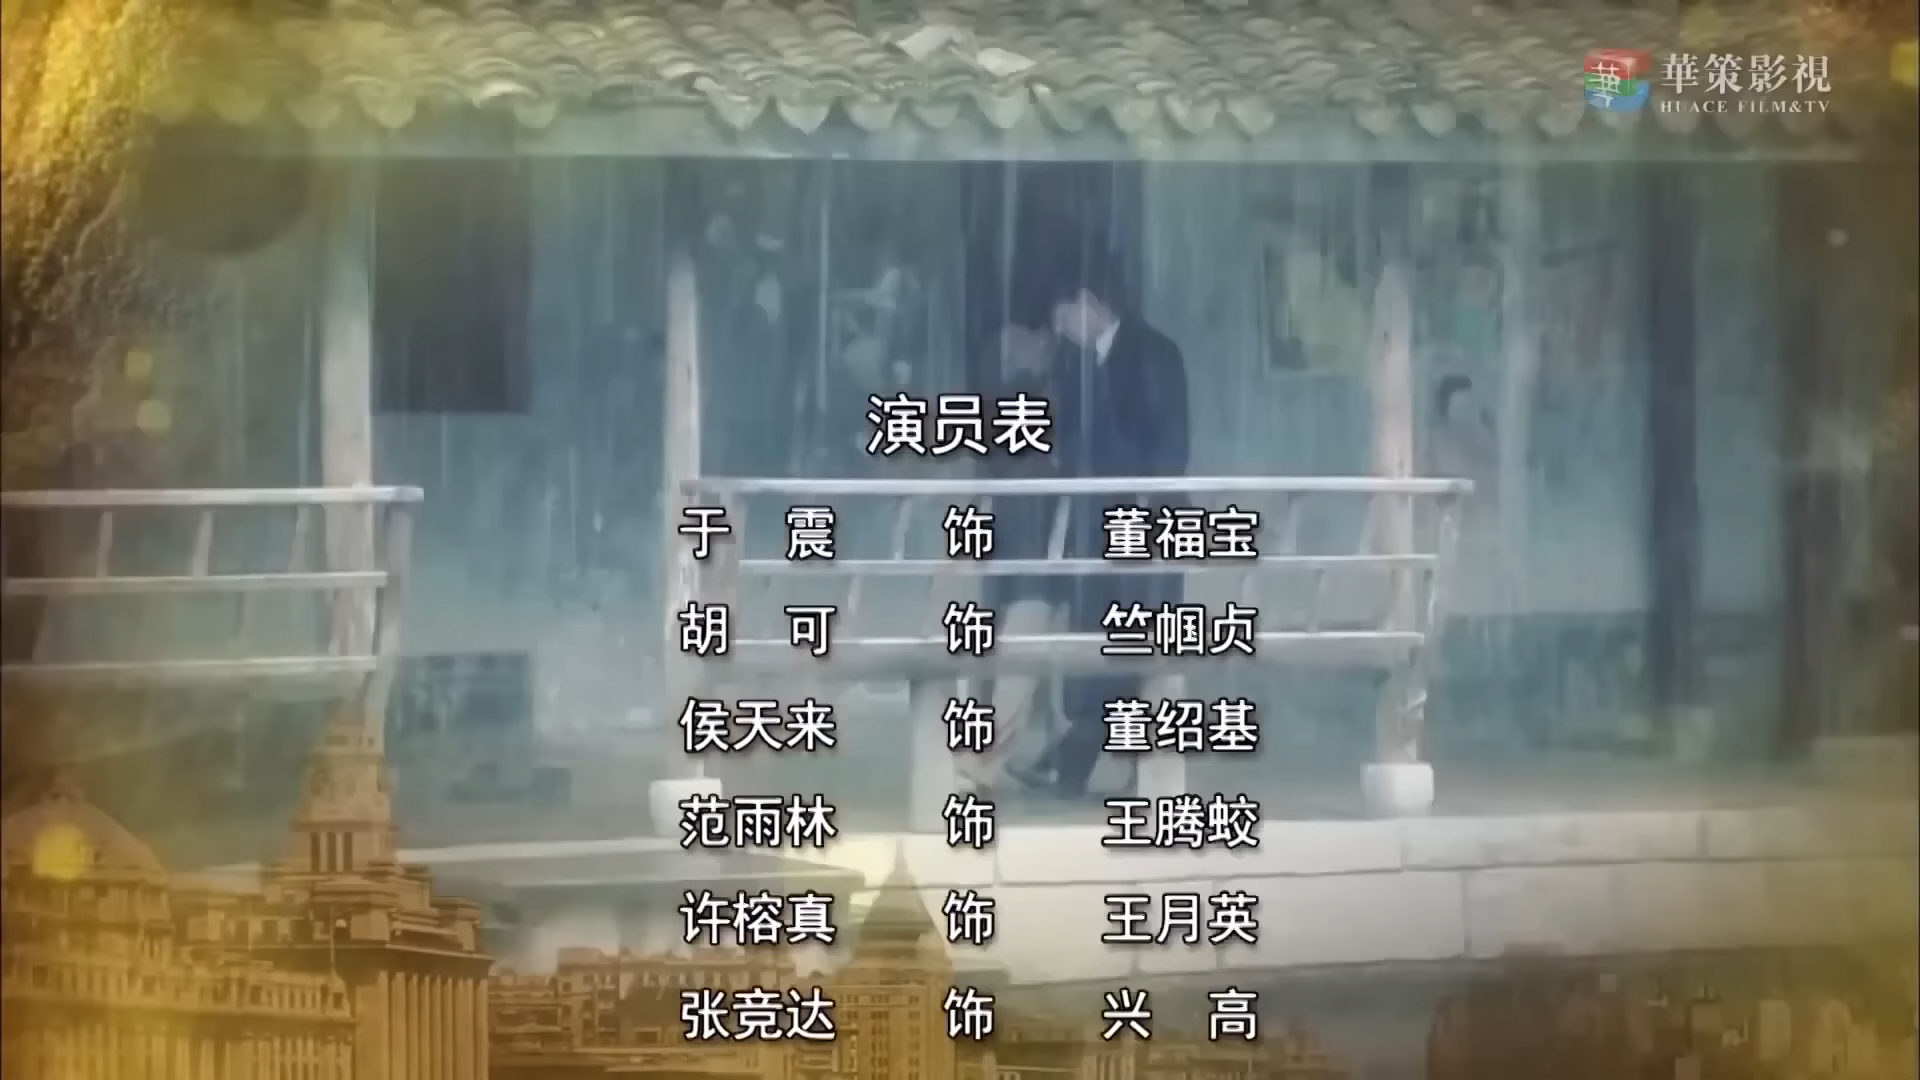 華策影視
HUACE FILM&TV
演员表
于 震 饰 董福宝
胡 可 饰 竺帼贞
侯天来 饰 董绍基
范雨林 饰 王腾蛟
许榕真 饰 王月英
张竞达 饰 兴 高